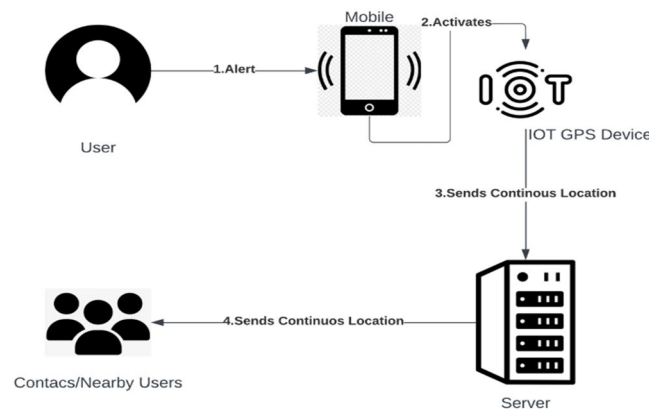 Mobile
2.Activates
1.Alert
IOT
User
IOT GPS Device
3.Sends Continous Location
4.Sends Continuos Location
Contacs/Nearby Users
Server